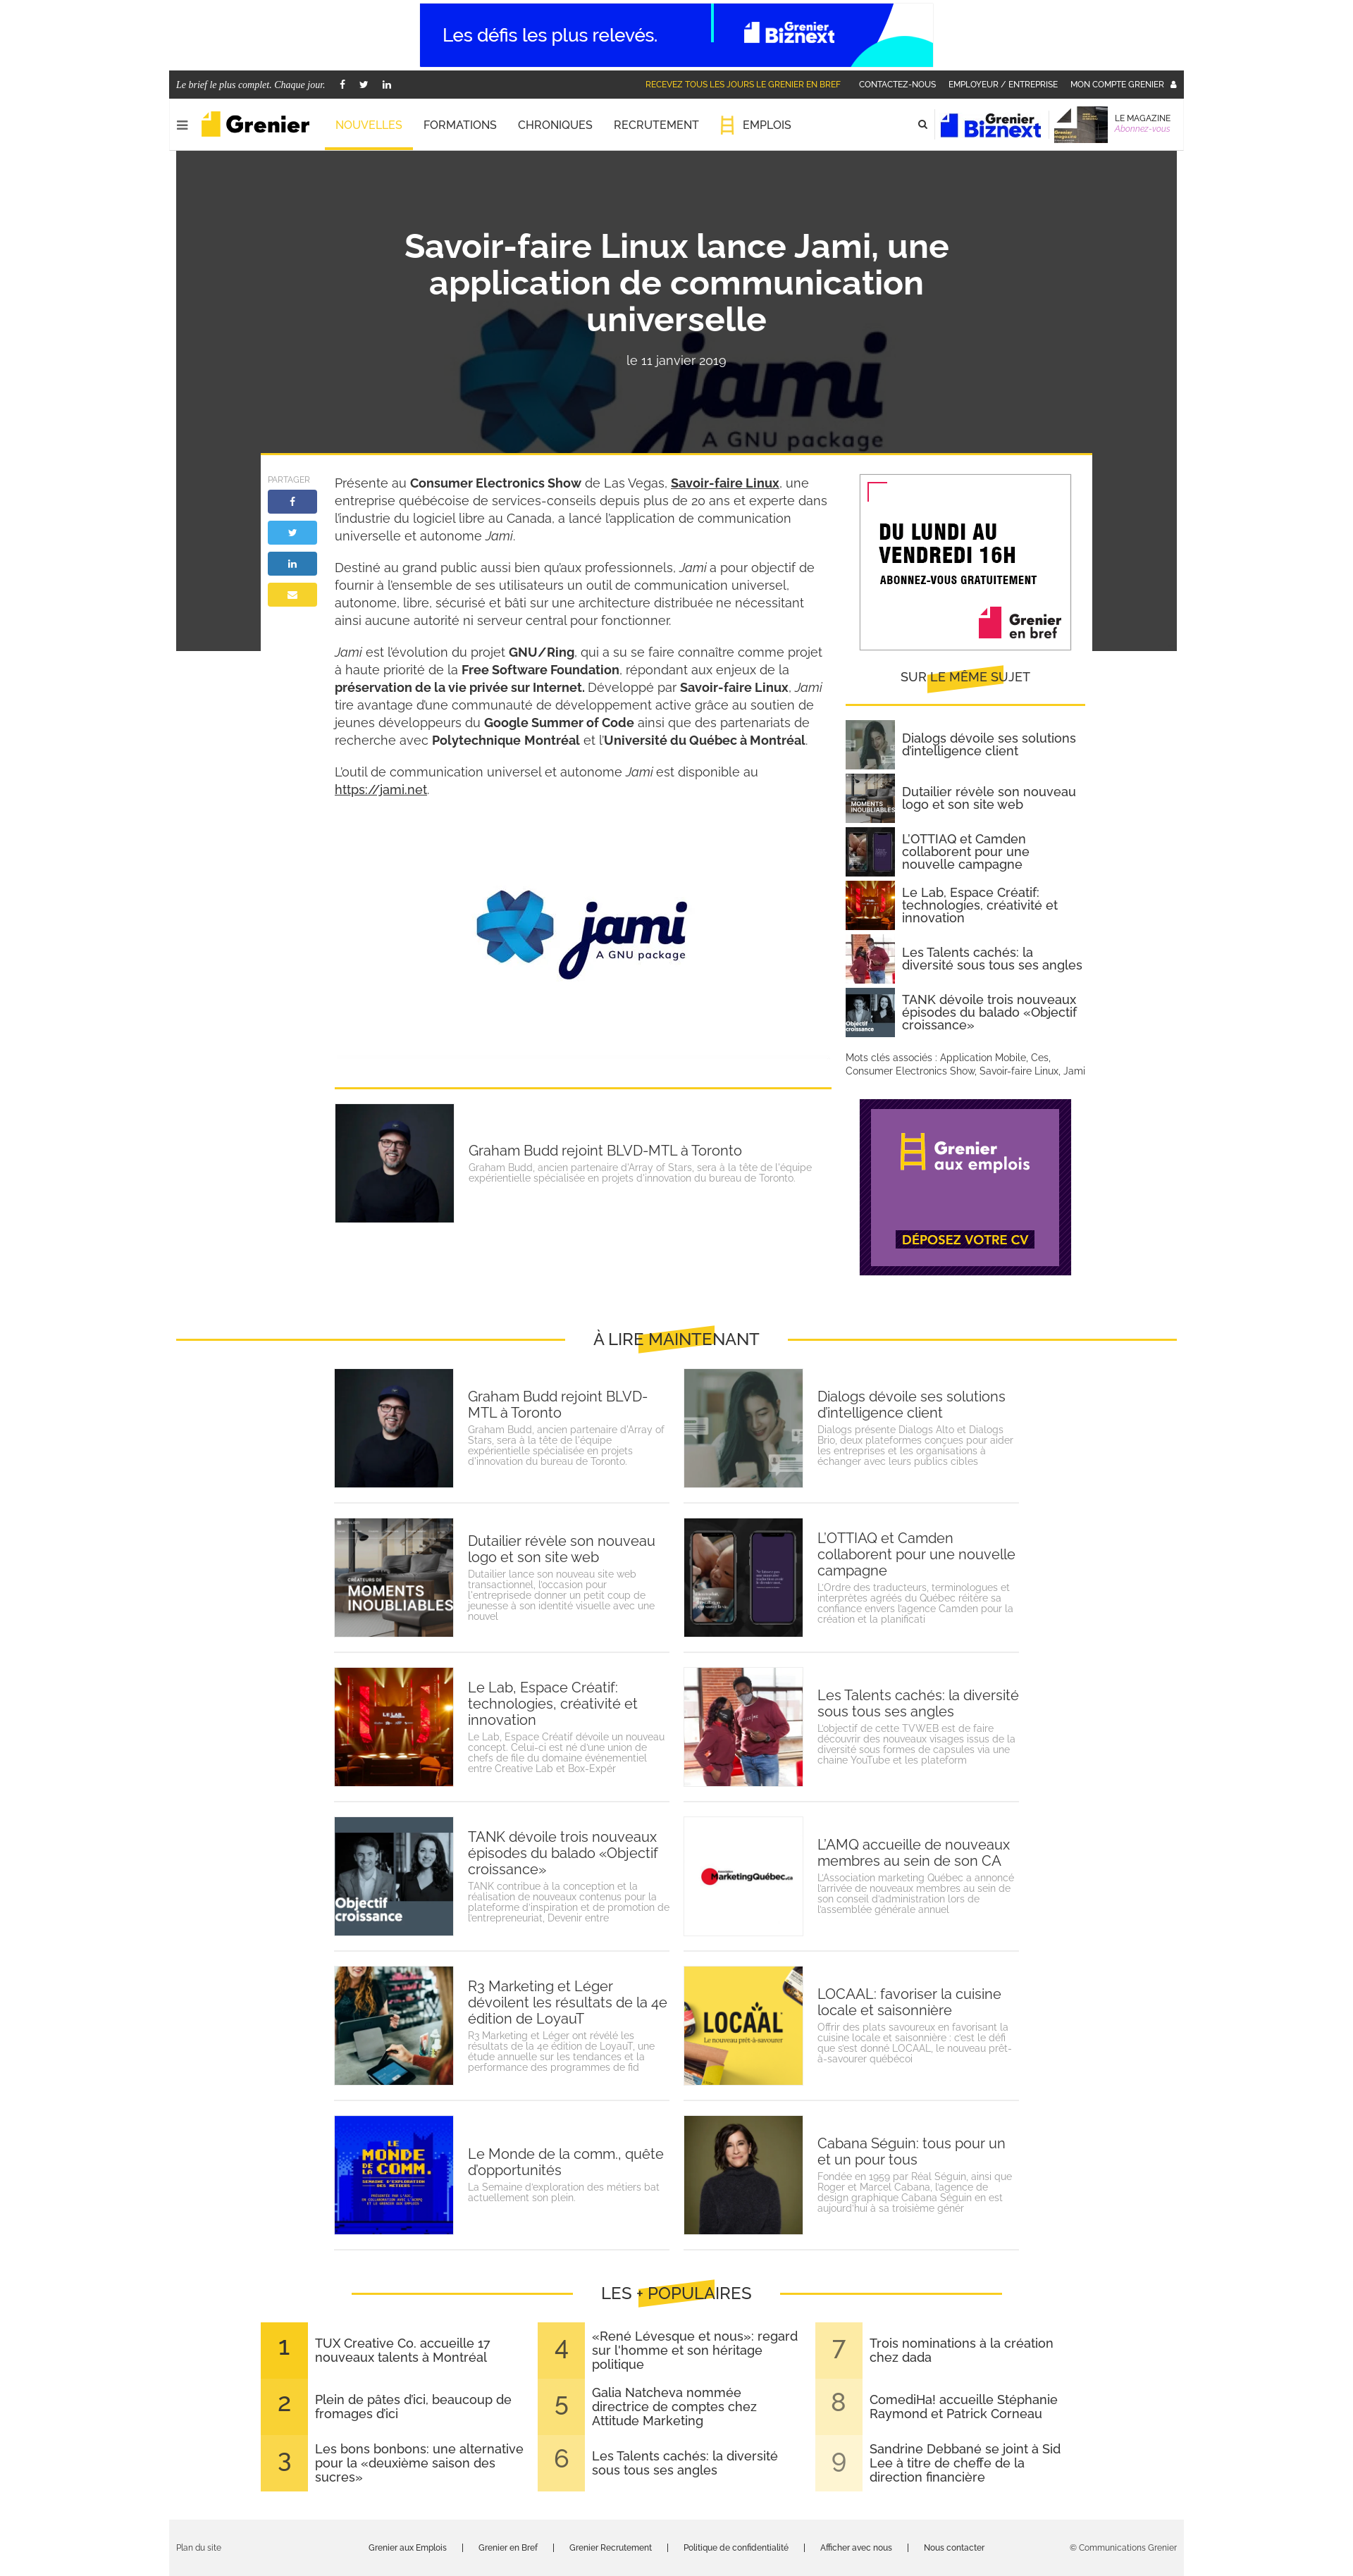 Les défis les plus relevés.
Grenier
Biznext
Le brief le plus complet. Chaque jour.
RECEVEZ TOUS LES JOURS LE GRENIER EN BREF
CONTACTEZ-NOUS
EMPLOYEUR / ENTREPRISE
MON COMPTE GRENIER
Grenier
NOUVELLES
FORMATIONS
CHRONIQUES
RECRUTEMENT
EMPLOIS
Grenier
Biznext
LE MAGAZINE
Abonnez-vous
Savoir-faire Linux lance Jami, une
application de communication
universelle
le 11 janvier 2019
jami
A GNU package
PARTAGER
Présente au Consumer Electronics Show de Las Vegas, Savoir-faire Linux, une
entreprise québécoise de services-conseils depuis plus de 20 ans et experte dans
l’industrie du logiciel libre au Canada, a lancé l’application de communication
universelle et autonome Jami.
Destiné au grand public aussi bien qu’aux professionnels, Jami a pour objectif de
fournir à l’ensemble de ses utilisateurs un outil de communication universel,
autonome, libre, sécurisé et bâti sur une architecture distribuée ne nécessitant
ainsi aucune autorité ni serveur central pour fonctionner.
Jami est l’évolution du projet GNU/Ring, qui a su se faire connaître comme projet
à haute priorité de la Free Software Foundation, répondant aux enjeux de la
préservation de la vie privée sur Internet. Développé par Savoir-faire Linux, Jami
tire avantage d’une communauté de développement active grâce au soutien de
jeunes développeurs du Google Summer of Code ainsi que des partenariats de
recherche avec Polytechnique Montréal et l’Université du Québec à Montréal.
L’outil de communication universel et autonome Jami est disponible au
https://jami.net.
jami
A GNU package
DU LUNDI AU
VENDREDI 16H
ABONNEZ-VOUS GRATUITEMENT
Grenier
en bref
SUR LE MÊME SUJET
Dialogs dévoile ses solutions
d’intelligence client
MOMENTS
INOUBLIABLES
Dutailier révèle son nouveau
logo et son site web
L’OTTIAQ et Camden
collaborent pour une
nouvelle campagne
Le Lab, Espace Créatif:
technologies, créativité et
innovation
Les Talents cachés: la
diversité sous tous ses angles
Objectif
croissance
TANK dévoile trois nouveaux
épisodes du balado «Objectif
croissance»
Mots clés associés : Application Mobile, Ces,
Consumer Electronics Show, Savoir-faire Linux, Jami
Grenier
aux emplois
DÉPOSEZ VOTRE CV
Graham Budd rejoint BLVD-MTL à Toronto
Graham Budd, ancien partenaire d'Array of Stars, sera à la tête de l'équipe
expérientielle spécialisée en projets d'innovation du bureau de Toronto.
À LIRE MAINTENANT
Graham Budd rejoint BLVD-
MTL à Toronto
Graham Budd, ancien partenaire d'Array of
Stars, sera à la tête de l'équipe
expérientielle spécialisée en projets
d'innovation du bureau de Toronto.
Dialogs dévoile ses solutions
d’intelligence client
Dialogs présente Dialogs Alto et Dialogs
Brio, deux plateformes conçues pour aider
les entreprises et les organisations à
échanger avec leurs publics cibles
CRÉATEURS DE
MOMENTS
INOUBLIABLES
Dutailier révèle son nouveau
logo et son site web
Dutailier lance son nouveau site web
transactionnel, l’occasion pour
l’entreprisede donner un petit coup de
jeunesse à son identité visuelle avec une
nouvel
L’OTTIAQ et Camden
collaborent pour une nouvelle
campagne
L’Ordre des traducteurs, terminologues et
interprètes agréés du Québec réitère sa
confiance envers l’agence Camden pour la
création et la planificati
LE LAB
Le Lab, Espace Créatif:
technologies, créativité et
innovation
Le Lab, Espace Créatif dévoile un nouveau
concept. Celui-ci est né d’une union de
chefs de file du domaine événementiel
entre Creative Lab et Box-Expér
Les Talents cachés: la diversité
sous tous ses angles
L’objectif de cette TVWEB est de faire
découvrir des nouveaux visages issus de la
diversité sous formes de capsules via une
chaine YouTube et les plateform
Objectif
croissance
TANK dévoile trois nouveaux
épisodes du balado «Objectif
croissance»
TANK contribue à la conception et la
réalisation de nouveaux contenus pour la
plateforme d’inspiration et de promotion de
l’entrepreneuriat, Devenir entre
MarketingQuébec.ca
L’AMQ accueille de nouveaux
membres au sein de son CA
L’Association marketing Québec a annoncé
l’arrivée de nouveaux membres au sein de
son conseil d’administration lors de
l’assemblée générale annuel
R3 Marketing et Léger
dévoilent les résultats de la 4e
édition de LoyauT
R3 Marketing et Léger ont révélé les
résultats de la 4e édition de LoyauT, une
étude annuelle sur les tendances et la
performance des programmes de fid
LOCAAL
Le nouveau prêt-à-savourer
LOCAAL: favoriser la cuisine
locale et saisonnière
Offrir des plats savoureux en favorisant la
cuisine locale et saisonnière : c’est le défi
que s’est donné LOCAAL, le nouveau prêt-
à-savourer québécoi
LE
MONDE
DE LA COMM.
SEMAINE D'EXPLORATION
DES MÉTIERS
Le Monde de la comm., quête
d’opportunités
La Semaine d’exploration des métiers bat
actuellement son plein.
Cabana Séguin: tous pour un
et un pour tous
Fondée en 1959 par Réal Séguin, ainsi que
Roger et Marcel Cabana, l’agence de
design graphique Cabana Séguin en est
aujourd’hui à sa troisième génér
LES + POPULAIRES
1
TUX Creative Co. accueille 17
nouveaux talents à Montréal
2
Plein de pâtes d’ici, beaucoup de
fromages d’ici
3
Les bons bonbons: une alternative
pour la «deuxième saison des
sucres»
4
«René Lévesque et nous»: regard
sur l'homme et son héritage
politique
5
Galia Natcheva nommée
directrice de comptes chez
Attitude Marketing
6
Les Talents cachés: la diversité
sous tous ses angles
7
Trois nominations à la création
chez dada
8
ComediHa! accueille Stéphanie
Raymond et Patrick Corneau
9
Sandrine Debbané se joint à Sid
Lee à titre de cheffe de la
direction financière
Plan du site
Grenier aux Emplois
Grenier en Bref
Grenier Recrutement
Politique de confidentialité
Afficher avec nous
Nous contacter
© Communications Grenier